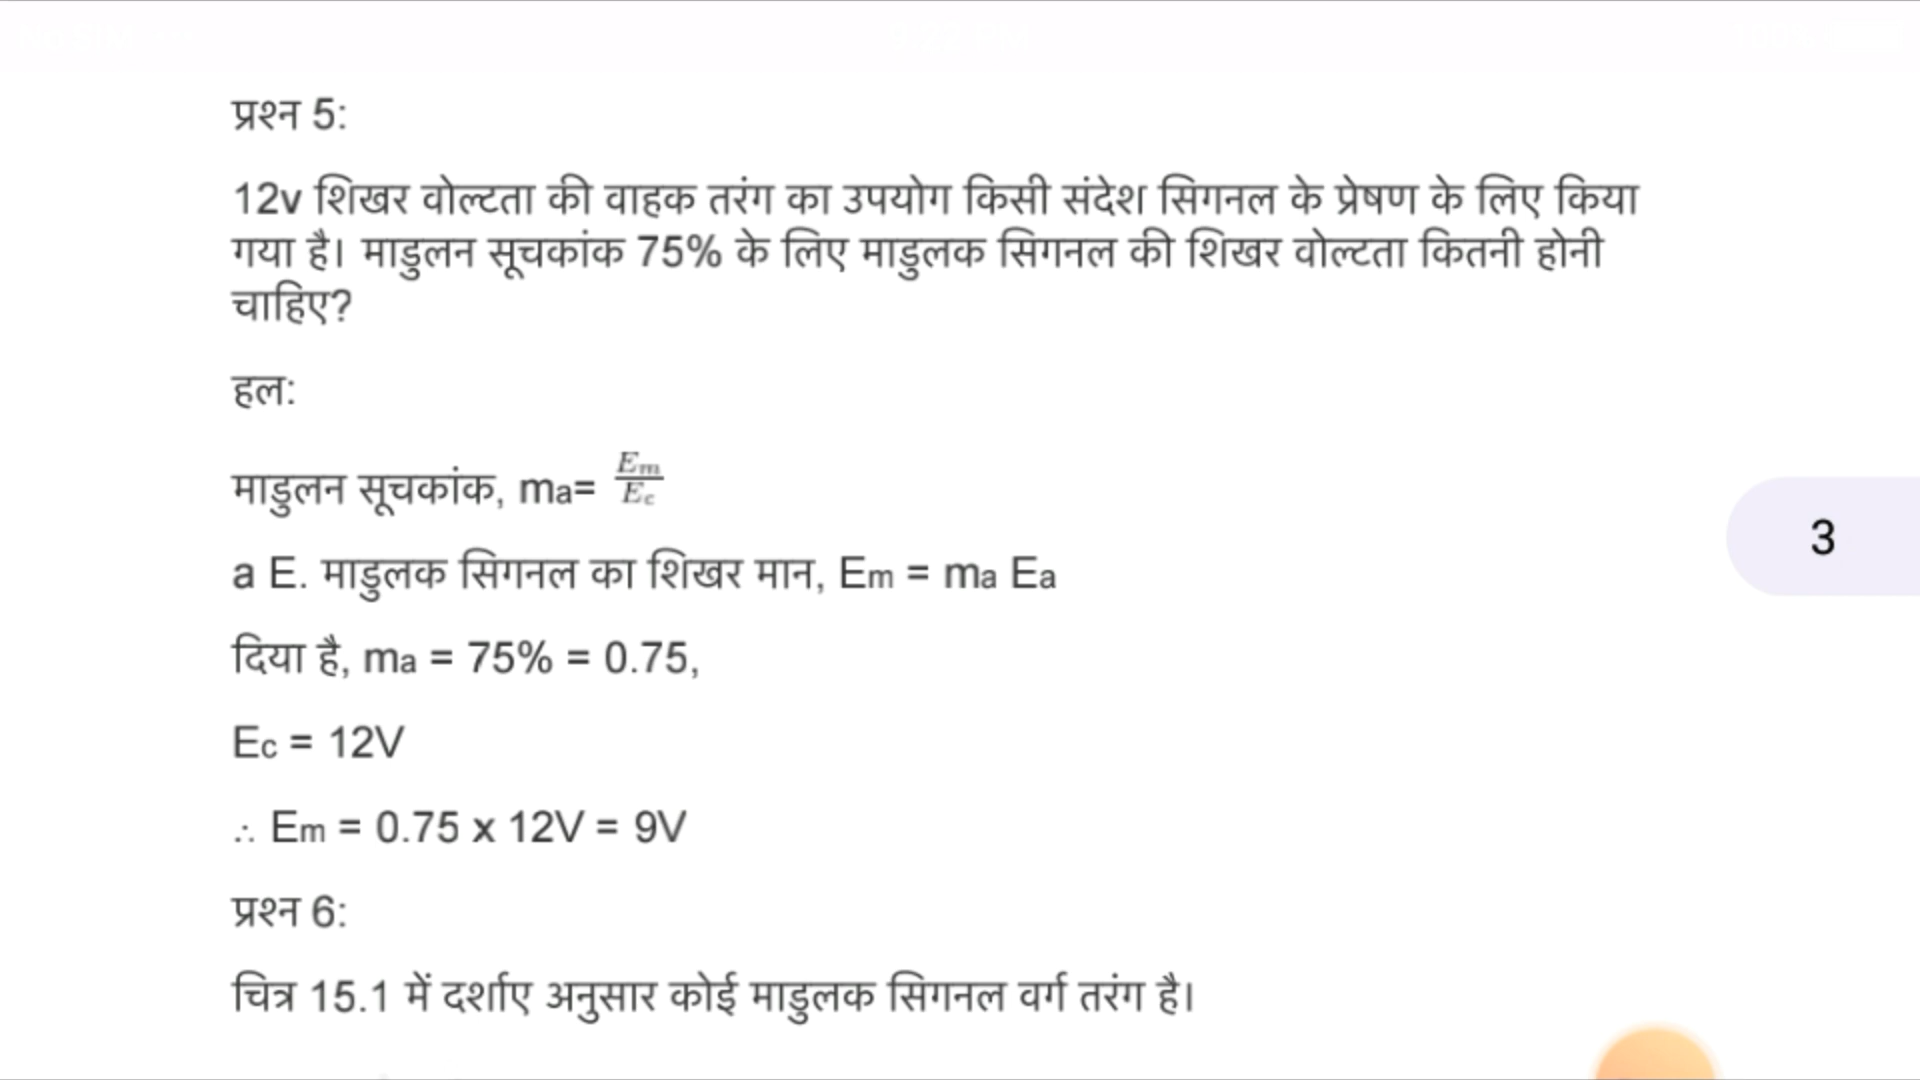 प्रश्न 5:
12v शिखर वोल्टता की वाहक तरंग का उपयोग किसी संदेश सिगनल के प्रेषण के लिए किया
गया है। माडुलन सूचकांक 75% के लिए माडुलक सिगनल की शिखर वोल्टता कितनी होनी
चाहिए?
हल:
माडुलन सूचकांक, ma= Em/Ec
3
a E. माडुलक सिगनल का शिखर मान, Em = ma Ea
दिया है, ma = 75% = 0.75,
Ec = 12V
∴ Em = 0.75 x 12V = 9V
प्रश्न 6:
चित्र 15.1 में दर्शाए अनुसार कोई माडुलक सिगनल वर्ग तरंग है।